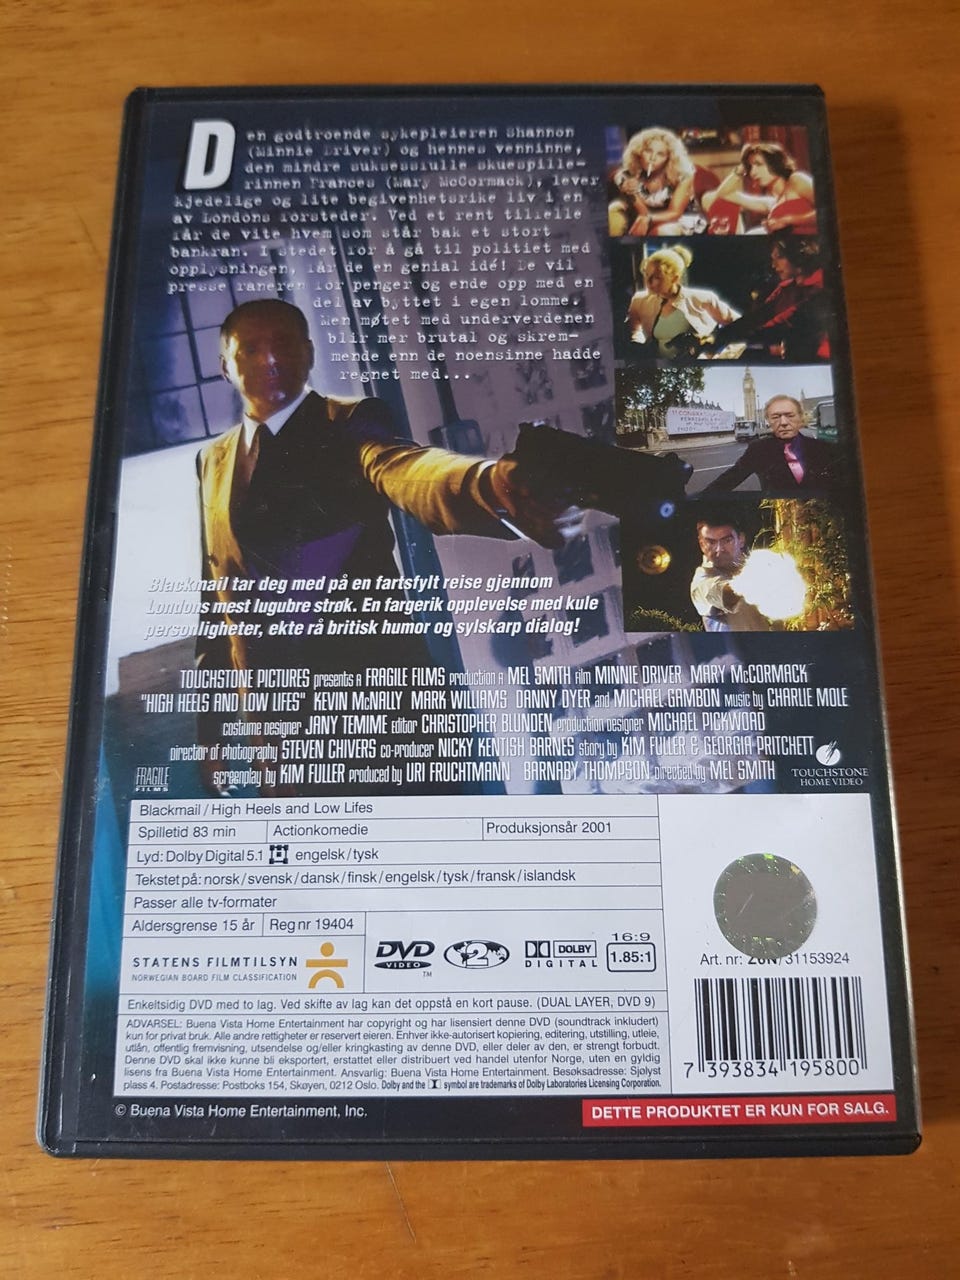 Den godtroende sykepleieren Shannon
(Minnie Driver) og hennes venninne,
den mindre suksessfulle skuespille-
rinnen Frances (Mary McCormack), lever
kjedelige og lite begivenhetsrike liv i en
av Londons forsteder. Ved et rent tilfelle
får de vite hvem som står bak et stort
bankran. I stedet for å gå til politiet med
opplysningen, får de en genial idé! De vil
presse raneren for penger og ende opp med en
del av byttet i egen lomme.
Men møtet med underverdenen
blir mer brutal og skrem-
mende enn de noensinne hadde
regnet med...
Blackmail tar deg med på en fartsfylt reise gjennom
Londons mest lugubre strøk. En fargerik opplevelse med kule
personligheter, ekte rå britisk humor og sylskarp dialog!
TOUCHSTONE PICTURES presents a FRAGILE FILMS production A MEL SMITH film MINNIE DRIVER MARY McCORMACK
"HIGH HEELS AND LOW LIFES" KEVIN McNALLY MARK WILLIAMS DANNY DYER and MICHAEL GAMBON music by CHARLIE MOLE
costume designer JANY TEMIME editor CHRISTOPHER BLUNDEN production designer MICHAEL PICKWOAD
director of photography STEVEN CHIVERS co-producer NICKY KENTISH BARNES story by KIM FULLER & GEORGIA PRITCHETT
screenplay by KIM FULLER produced by URI FRUCHTMANN BARNABY THOMPSON directed by MEL SMITH
FRAGILE
FILMS
TOUCHSTONE
HOME VIDEO
Blackmail / High Heels and Low Lifes
Spilletid 83 min Actionkomedie Produksjonsår 2001
Lyd: Dolby Digital 5.1 engelsk/tysk
Tekstet på: norsk/svensk/dansk/finsk/engelsk/tysk/fransk/islandsk
Passer alle tv-formater
Aldersgrense 15 år Reg nr 19404
STATENS FILMTILSYN
NORWEGIAN BOARD FILM CLASSIFICATION
DVD
VIDEO
TM
2
DOLBY
DIGITAL
16:9
1.85:1
Art. nr: Z6N/31153924
Enkeltsidig DVD med to lag. Ved skifte av lag kan det oppstå en kort pause. (DUAL LAYER, DVD 9)
ADVARSEL: Buena Vista Home Entertainment har copyright og har lisensiert denne DVD (soundtrack inkludert)
kun for privat bruk. Alle andre rettigheter er reservert eieren. Enhver ikke-autorisert kopiering, editering, utstilling, utleie,
utlån, offentlig fremvisning, utsendelse og/eller kringkasting av denne DVD, eller deler av den, er strengt forbudt.
Denne DVD skal ikke kunne bli eksportert, erstattet eller distribuert ved handel utenfor Norge, uten en gyldig
lisens fra Buena Vista Home Entertainment. Ansvarlig: Buena Vista Home Entertainment. Besøksadresse: Sjølyst
plass 4. Postadresse: Postboks 154, Skøyen, 0212 Oslo. Dolby and the symbol are trademarks of Dolby Laboratories Licensing Corporation.
7 393834 195800
© Buena Vista Home Entertainment, Inc.
DETTE PRODUKTET ER KUN FOR SALG.